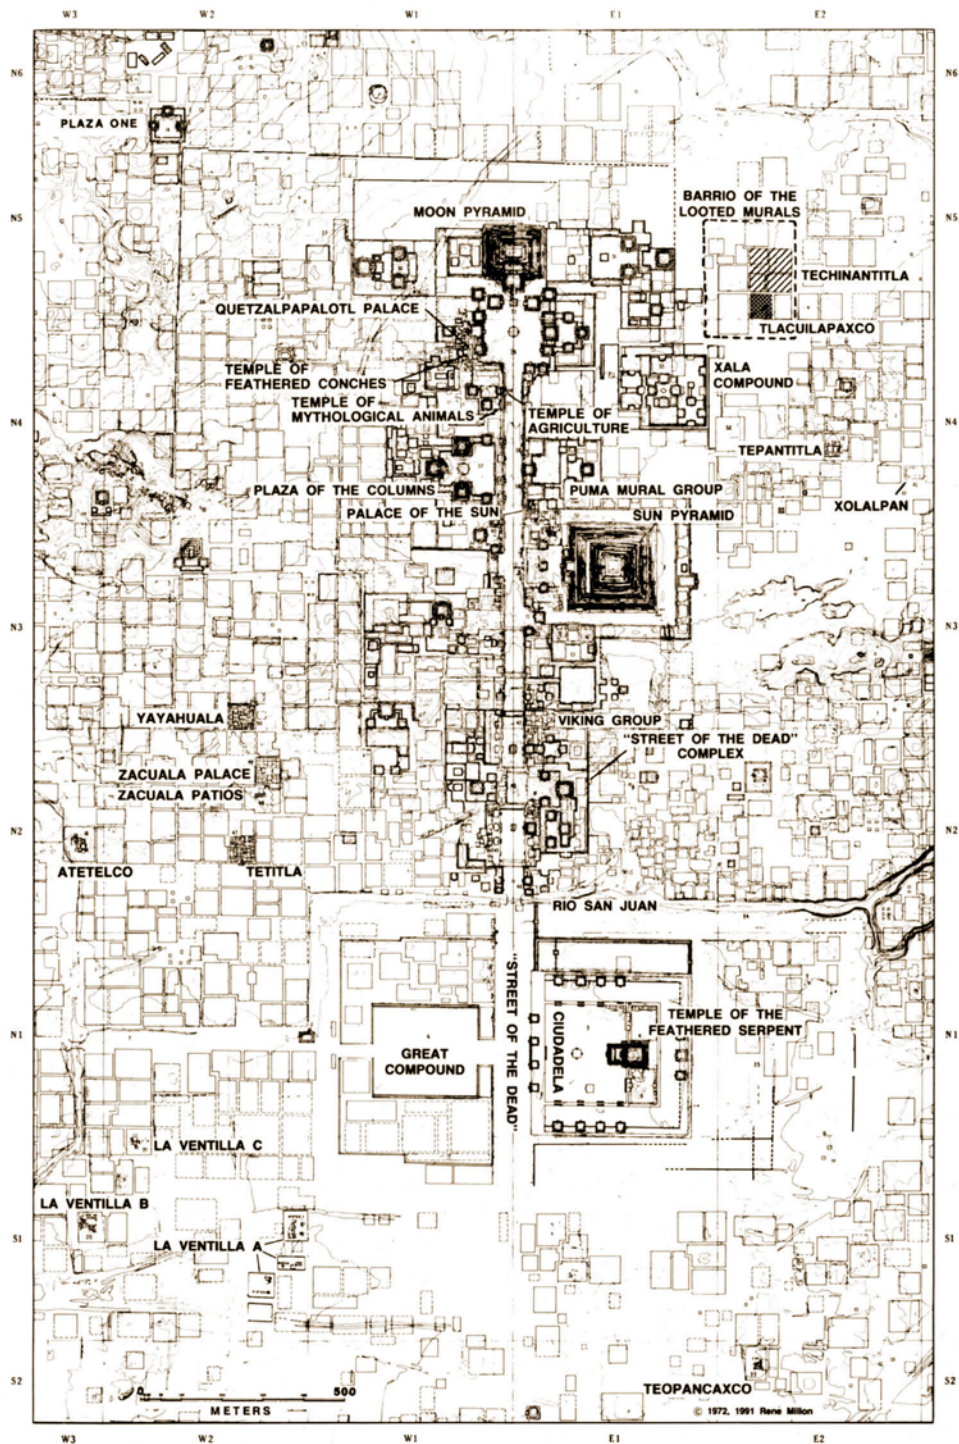 W3 W2 W1 E1 E2
N6 N6
PLAZA ONE
BARRIO OF THE
LOOTED MURALS
N5 N5
MOON PYRAMID
TECHINANTITLA
QUETZALPAPALOTL PALACE
TLACUILAPAXCO
TEMPLE OF
FEATHERED CONCHES
XALA
COMPOUND
TEMPLE OF
MYTHOLOGICAL ANIMALS
TEMPLE OF
AGRICULTURE
N4 N4
TEPANTITLA
PLAZA OF THE COLUMNS
PUMA MURAL GROUP
XOLALPAN
PALACE OF THE SUN
SUN PYRAMID
N3 N3
YAYAHUALA
VIKING GROUP
"STREET OF THE DEAD"
COMPLEX
ZACUALA PALACE
ZACUALA PATIOS
N2 N2
ATETELCO
TETITLA
RIO SAN JUAN
"STREET OF THE DEAD"
CIUDADELA
TEMPLE OF THE
FEATHERED SERPENT
N1 N1
GREAT
COMPOUND
LA VENTILLA C
LA VENTILLA B
S1 S1
LA VENTILLA A
S2 S2
TEOPANCAXCO
0 500
METERS
© 1972, 1991 Rene Millon
W3 W2 W1 E1 E2